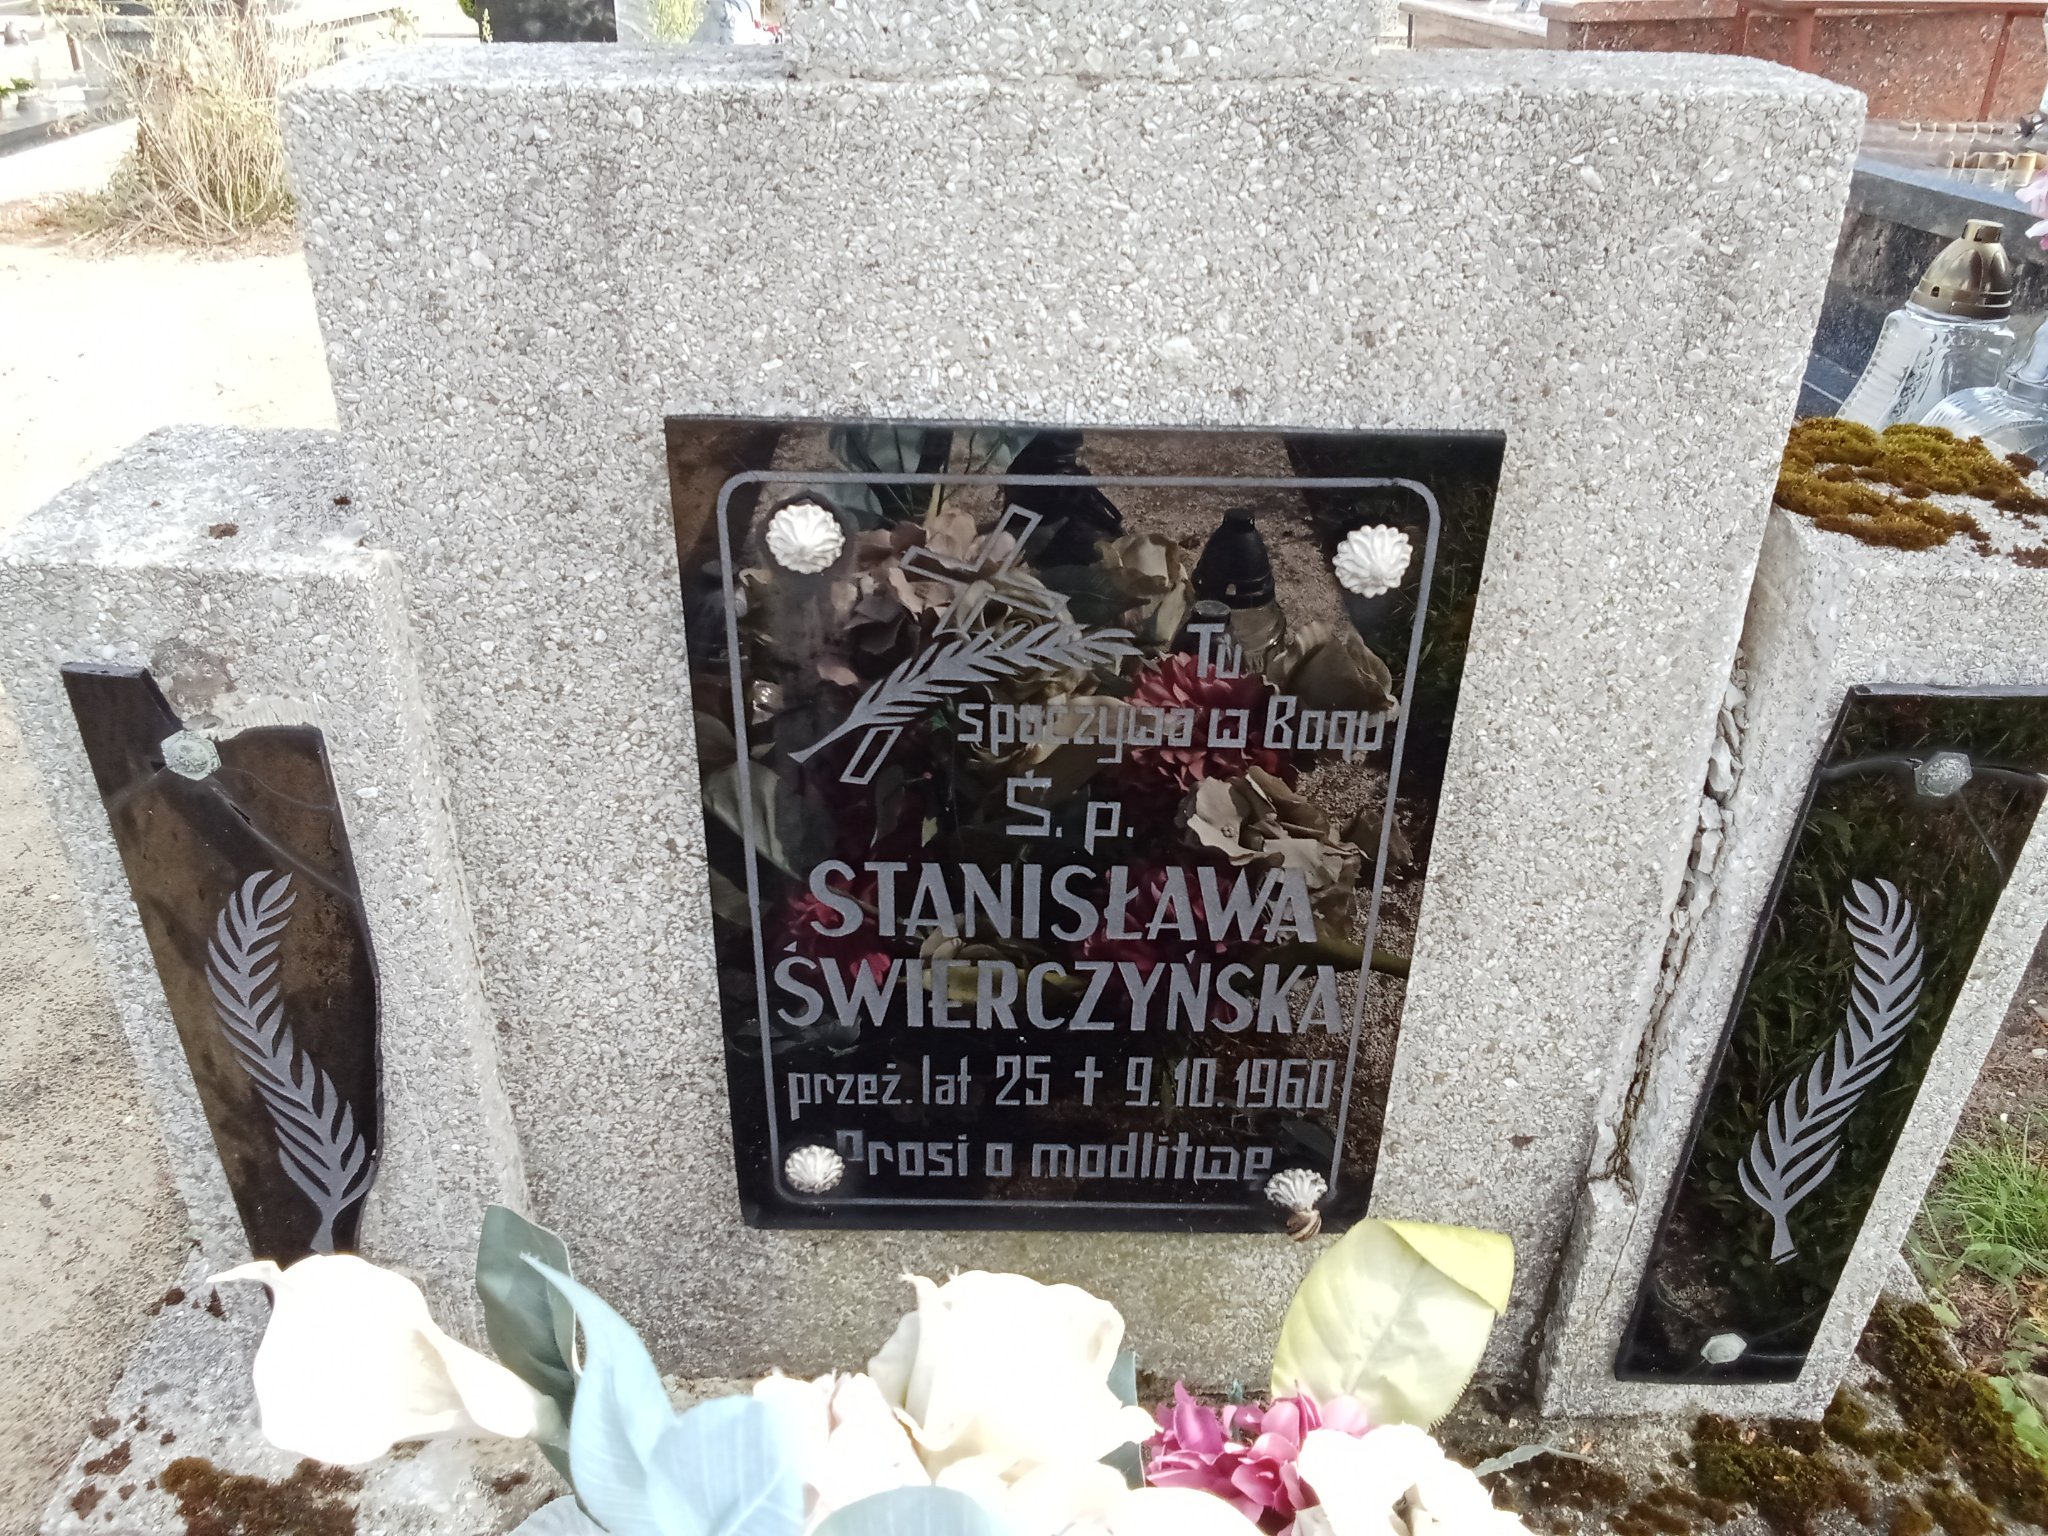 Tu
spoczywa w Bogu
Ś. p.
STANISŁAWA
ŚWIERCZYŃSKA
przeż. lat 25 ✝ 9.10.1960
Prosi o modlitwę